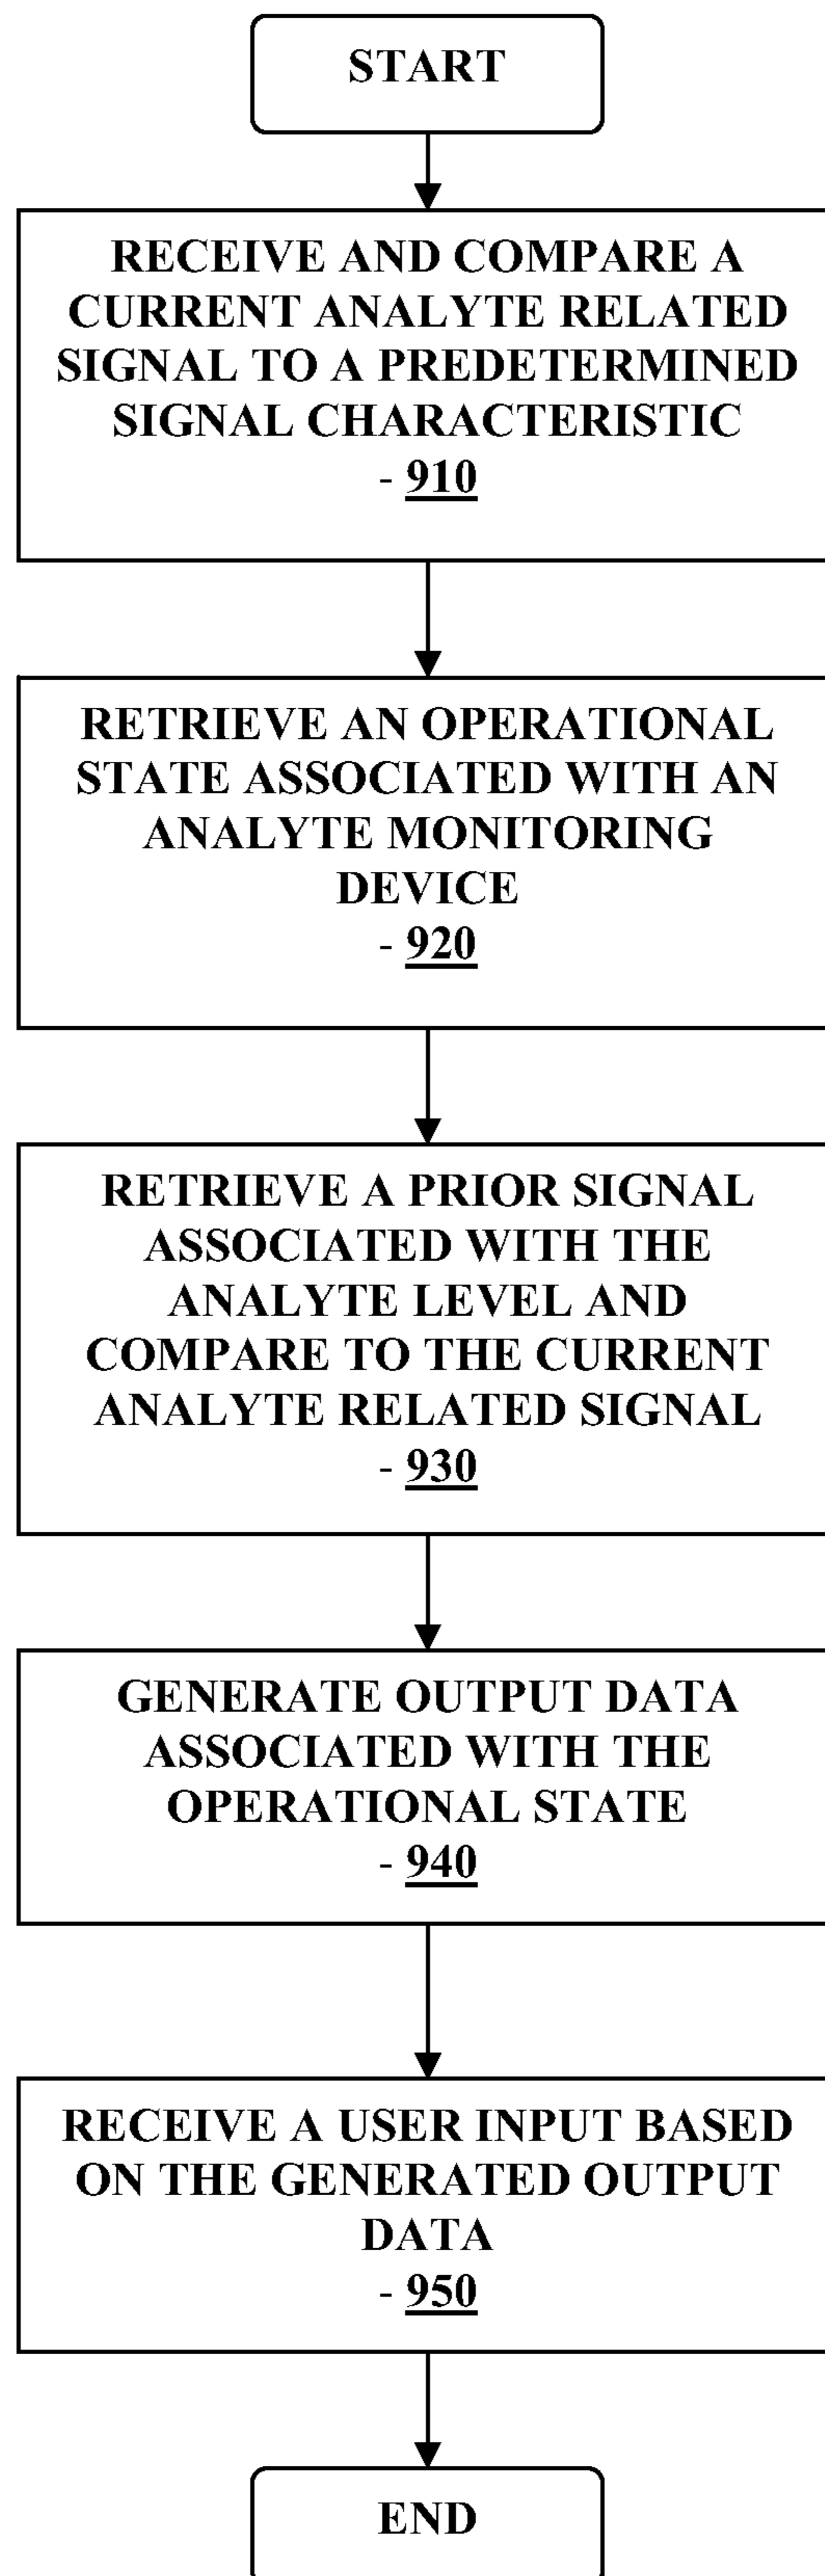 START
RECEIVE AND COMPARE A
CURRENT ANALYTE RELATED
SIGNAL TO A PREDETERMINED
SIGNAL CHARACTERISTIC
- 910
RETRIEVE AN OPERATIONAL
STATE ASSOCIATED WITH AN
ANALYTE MONITORING
DEVICE
- 920
RETRIEVE A PRIOR SIGNAL
ASSOCIATED WITH THE
ANALYTE LEVEL AND
COMPARE TO THE CURRENT
ANALYTE RELATED SIGNAL
- 930
GENERATE OUTPUT DATA
ASSOCIATED WITH THE
OPERATIONAL STATE
- 940
RECEIVE A USER INPUT BASED
ON THE GENERATED OUTPUT
DATA
- 950
END